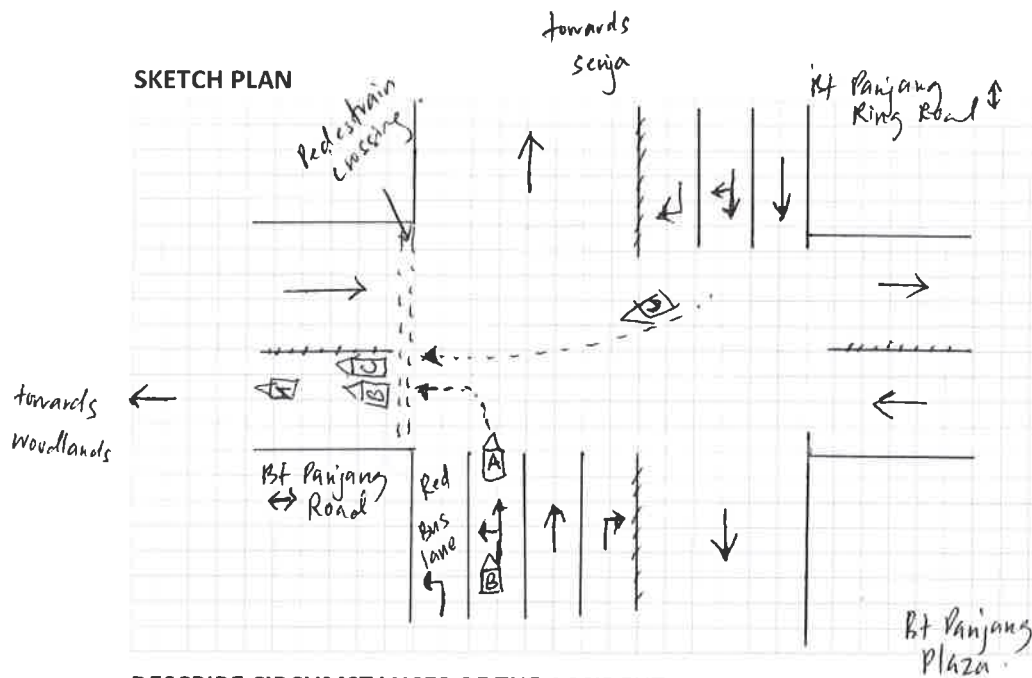 towards
senja
SKETCH PLAN
Bt Panjang
Ring Road
Pedestrain
crossing
C
C
A
B
towards
Woodlands
Bt Panjang
Road
Red
Bus
lane
A
B
Bt Panjang
Plaza.